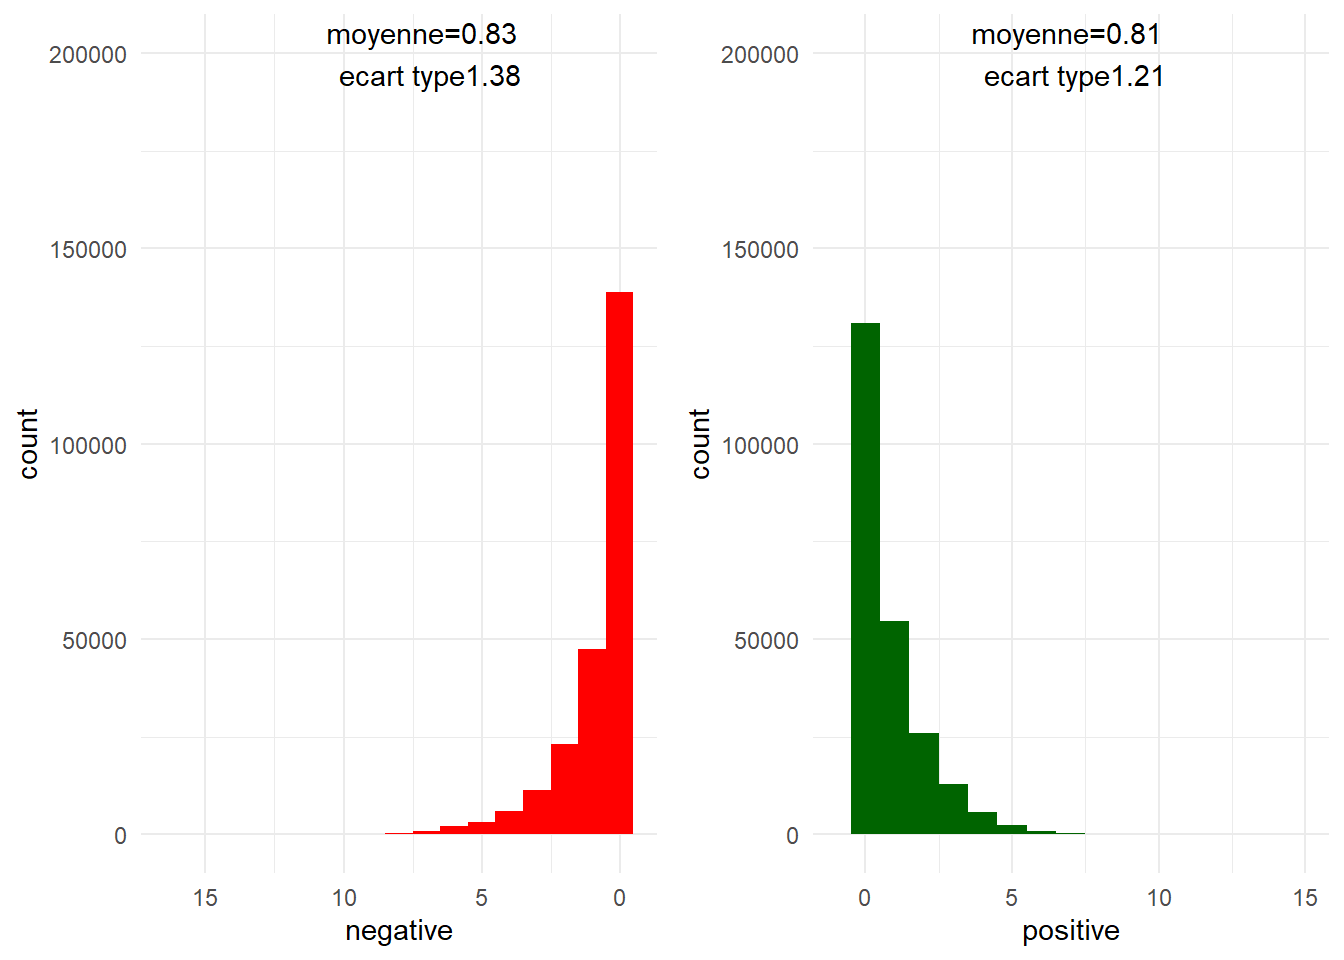 moyenne=0.83
ecart type1.38
200000
150000
100000
50000
0
count
15 10 5 0
negative
moyenne=0.81
ecart type1.21
200000
150000
100000
50000
0
count
0 5 10 15
positive